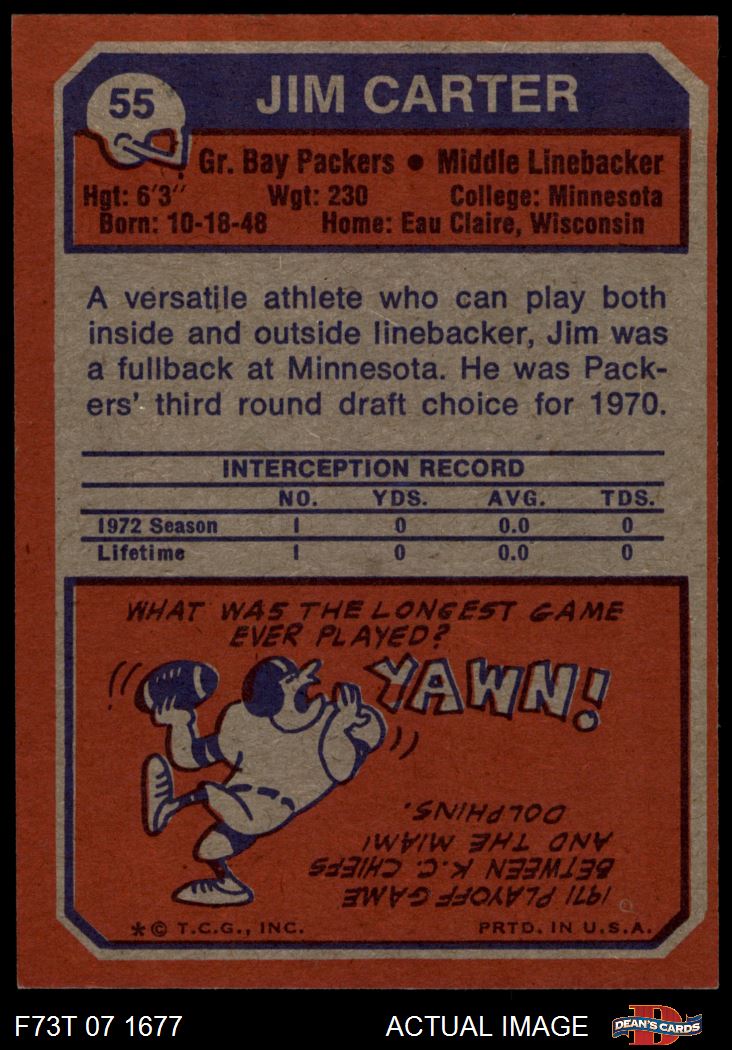 55
JIM CARTER
Gr. Bay Packers • Middle Linebacker
Hgt: 6'3" Wgt: 230 College: Minnesota
Born: 10-18-48 Home: Eau Claire, Wisconsin
A versatile athlete who can play both
inside and outside linebacker, Jim was
a fullback at Minnesota. He was Pack-
ers' third round draft choice for 1970.
INTERCEPTION RECORD
NO. YDS. AVG. TDS.
1972 Season 1 0 0.0 0
Lifetime 1 0 0.0 0
WHAT WAS THE LONGEST GAME
EVER PLAYED?
YAWN!
1971 PLAYOFF GAME
BETWEEN K.C. CHIEFS
AND THE MIAMI
DOLPHINS.
*© T.C.G., INC. PRTD. IN U.S.A.
F73T 07 1677 ACTUAL IMAGE
D
DEAN'S CARDS